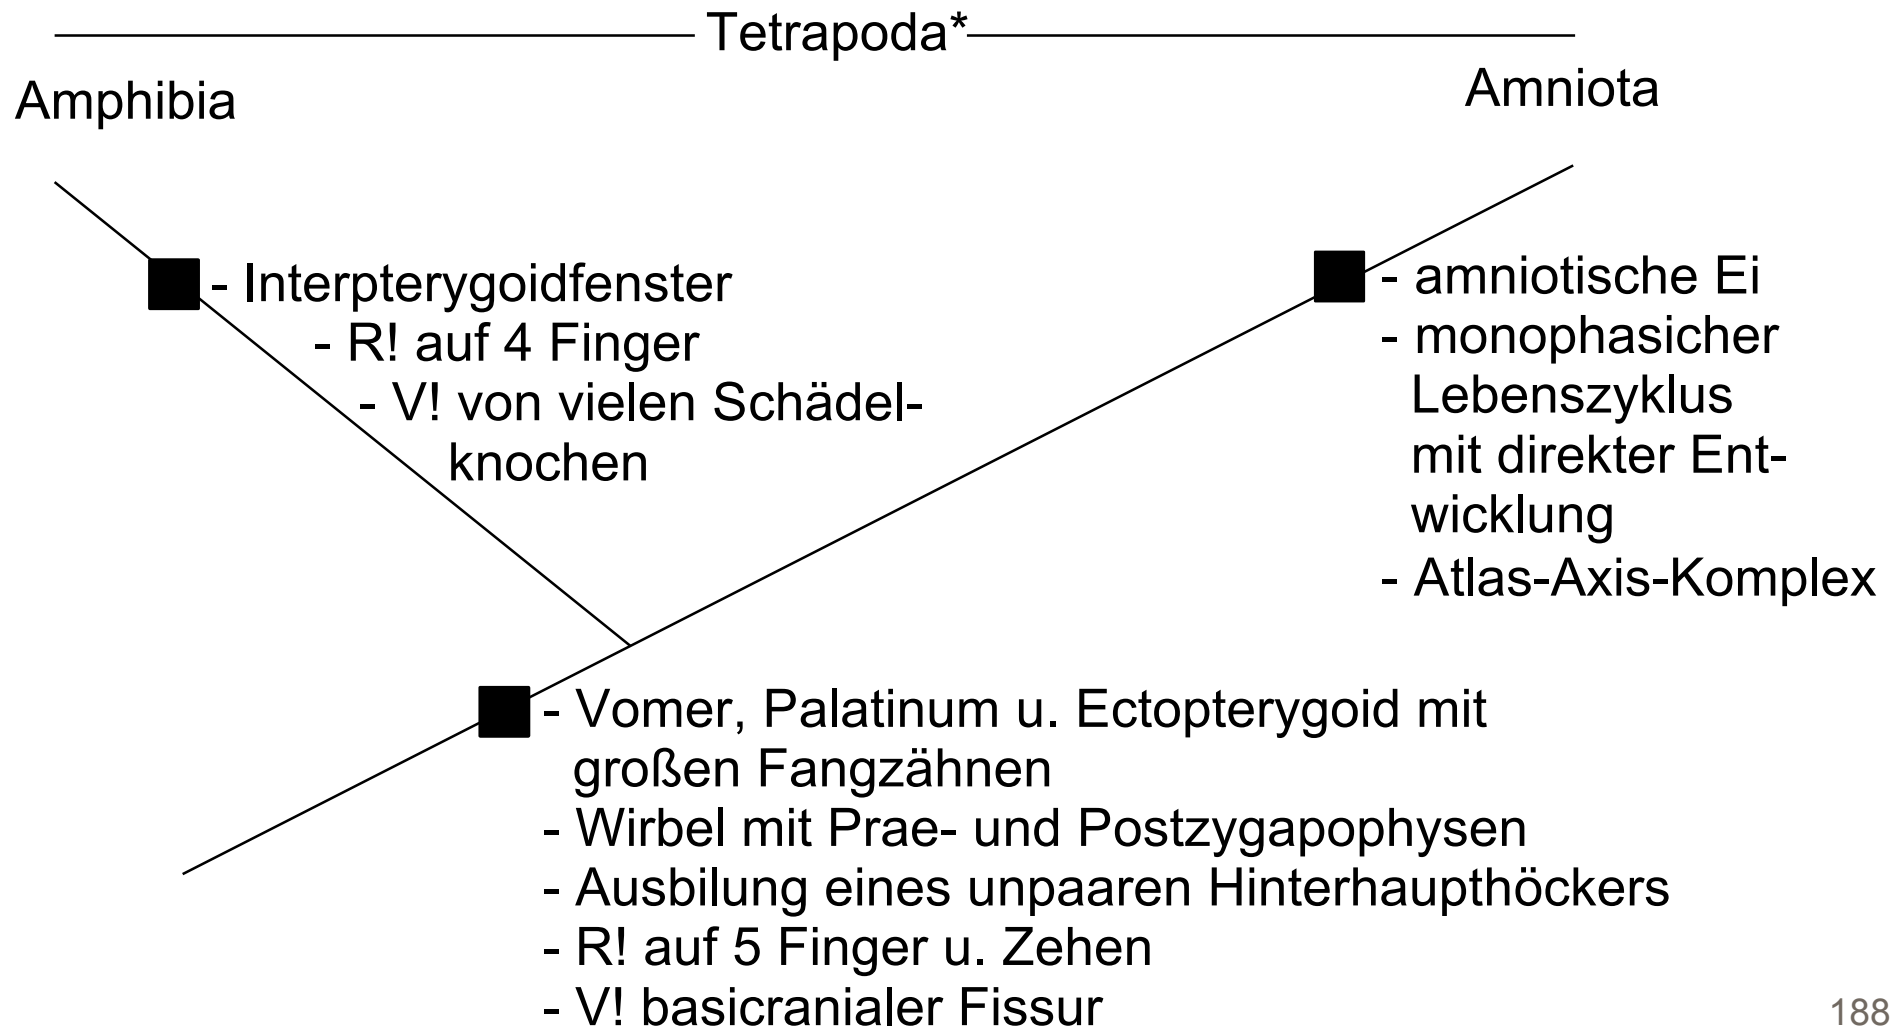 Tetrapoda*
Amphibia
Amniota
- Interpterygoidfenster
- R! auf 4 Finger
- V! von vielen Schädel-
knochen
- amniotische Ei
- monophasicher
Lebenszyklus
mit direkter Ent-
wicklung
- Atlas-Axis-Komplex
- Vomer, Palatinum u. Ectopterygoid mit
großen Fangzähnen
- Wirbel mit Prae- und Postzygapophysen
- Ausbilung eines unpaaren Hinterhaupthöckers
- R! auf 5 Finger u. Zehen
- V! basicranialer Fissur
188